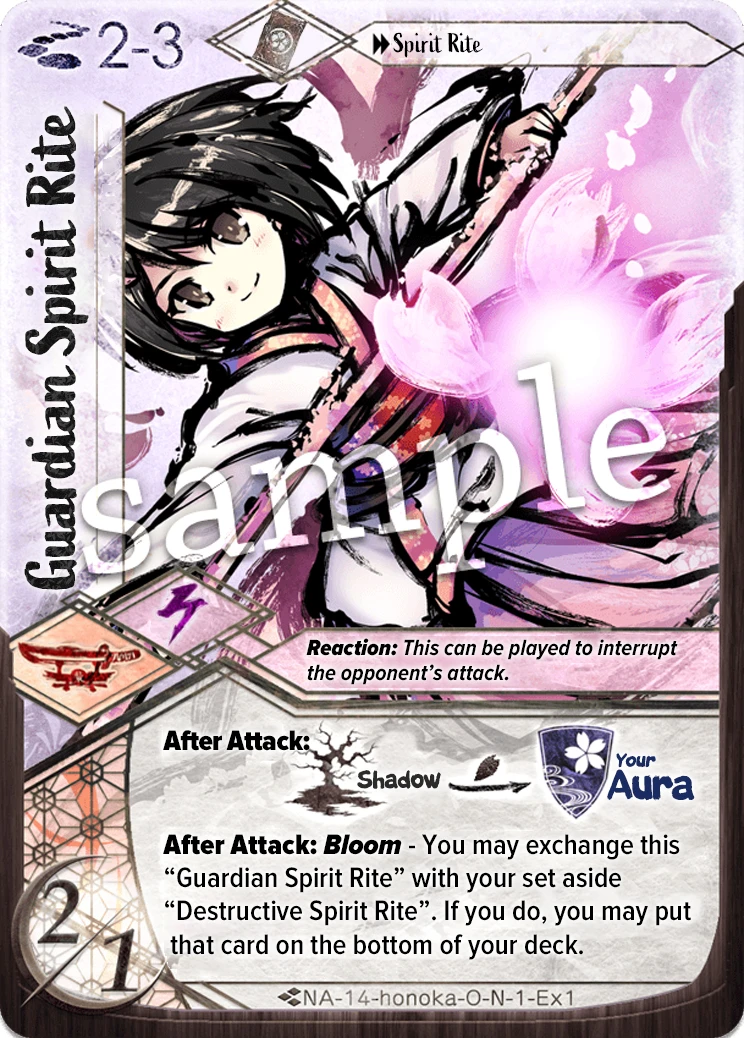 2-3
Spirit Rite
Guardian Spirit Rite
sample
Reaction: This can be played to interrupt
the opponent's attack.
After Attack:
Shadow
Your
Aura
After Attack: Bloom - You may exchange this
“Guardian Spirit Rite” with your set aside
“Destructive Spirit Rite”. If you do, you may put
that card on the bottom of your deck.
2/1
NA-14-honoka-O-N-1-Ex1